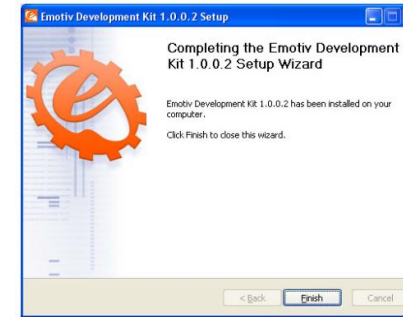 Emotiv Development Kit 1.0.0.2 Setup
Completing the Emotiv Development
Kit 1.0.0.2 Setup Wizard
Emotiv Development Kit 1.0.0.2 has been installed on your
computer.
Click Finish to close this wizard.
< Back Finish Cancel